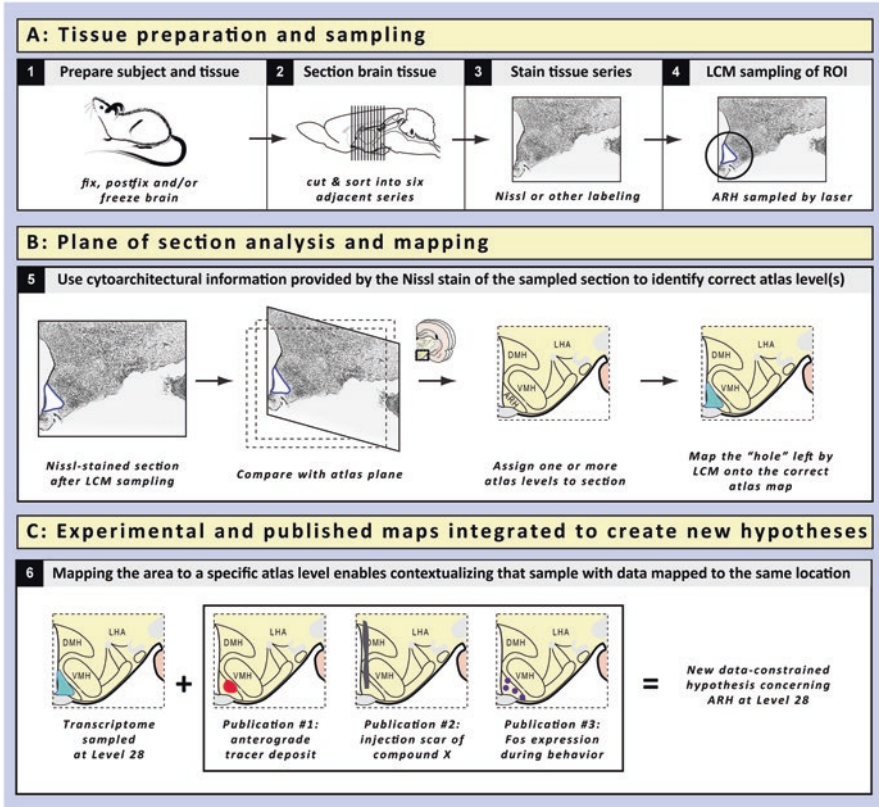 A: Tissue preparation and sampling
1 Prepare subject and tissue
fix, postfix and/or
freeze brain
2 Section brain tissue
cut & sort into six
adjacent series
3 Stain tissue series
Nissl or other labeling
4 LCM sampling of ROI
ARH sampled by laser
B: Plane of section analysis and mapping
5 Use cytoarchitectural information provided by the Nissl stain of the sampled section to identify correct atlas level(s)
Nissl-stained section
after LCM sampling
Compare with atlas plane
DMH
LHA
VMH
ARH
Assign one or more
atlas levels to section
DMH
LHA
VMH
Map the “hole” left by
LCM onto the correct
atlas map
C: Experimental and published maps integrated to create new hypotheses
6 Mapping the area to a specific atlas level enables contextualizing that sample with data mapped to the same location
DMH
LHA
VMH
Transcriptome
sampled
at Level 28
+
DMH
LHA
VMH
Publication #1:
anterograde
tracer deposit
DMH
LHA
VMH
Publication #2:
injection scar of
compound X
DMH
LHA
VMH
Publication #3:
Fos expression
during behavior
=
New data-constrained
hypothesis concerning
ARH at Level 28